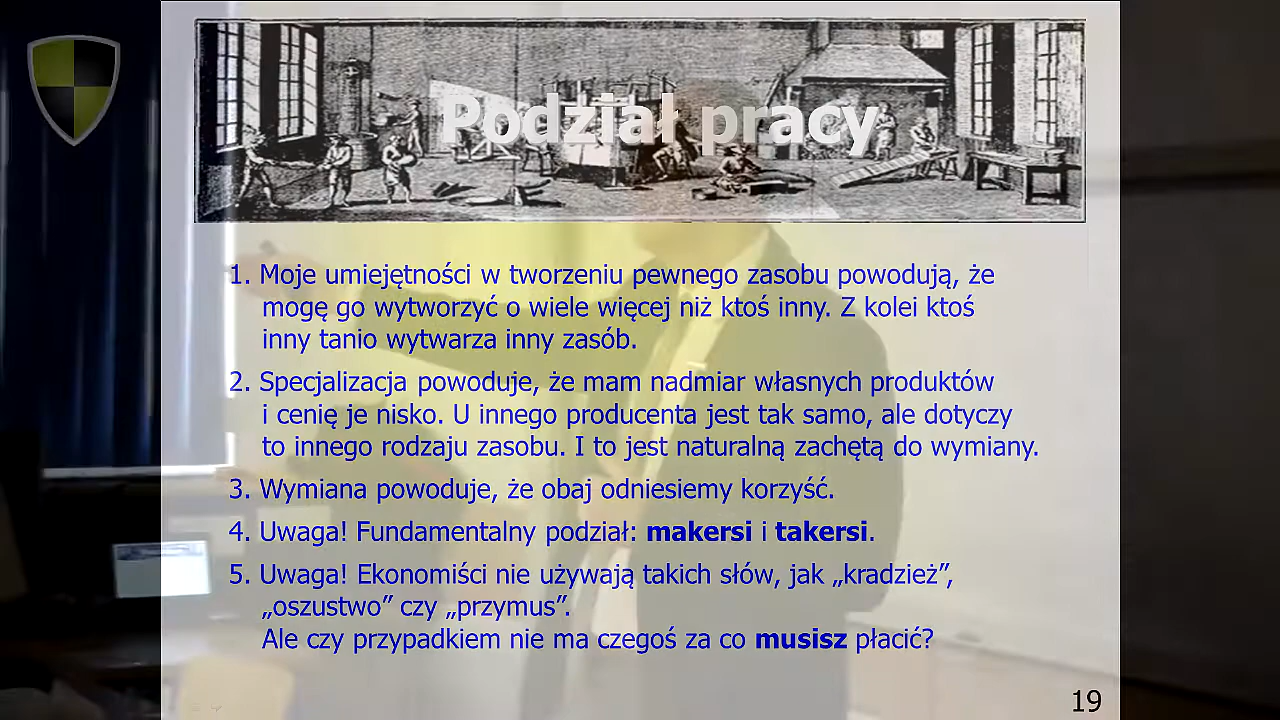 Podział pracy
1. Moje umiejętności w tworzeniu pewnego zasobu powodują, że
mogę go wytworzyć o wiele więcej niż ktoś inny. Z kolei ktoś
inny tanio wytwarza inny zasób.
2. Specjalizacja powoduje, że mam nadmiar własnych produktów
i cenię je nisko. U innego producenta jest tak samo, ale dotyczy
to innego rodzaju zasobu. I to jest naturalną zachętą do wymiany.
3. Wymiana powoduje, że obaj odniesiemy korzyść.
4. Uwaga! Fundamentalny podział: makersi i takersi.
5. Uwaga! Ekonomiści nie używają takich słów, jak „kradzież”,
„oszustwo” czy „przymus”.
Ale czy przypadkiem nie ma czegoś za co musisz płacić?
19